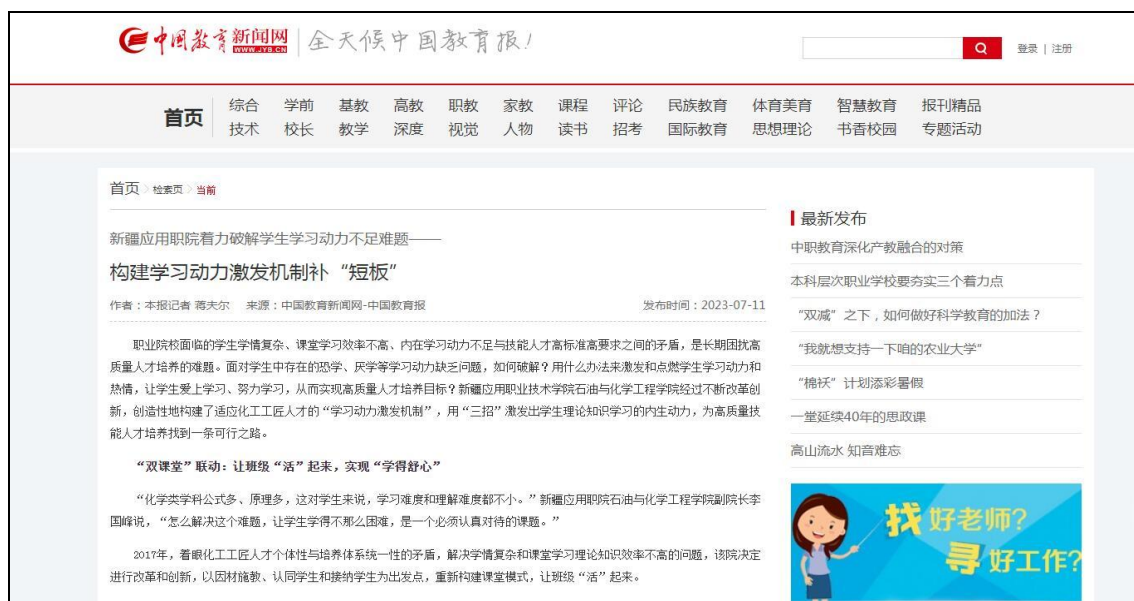 中国教育新闻网
WWW.JYB.CN
全天候中国教育报!
登录 | 注册
首页
综合 学前 基教 高教 职教 家教 课程 评论 民族教育 体育美育 智慧教育 报刊精品
技术 校长 教学 深度 视觉 人物 读书 招考 国际教育 思想理论 书香校园 专题活动
首页 > 检索页 > 当前
新疆应用职院着力破解学生学习动力不足难题——
构建学习动力激发机制补“短板”
作者:本报记者 蒋夫尔 来源:中国教育新闻网-中国教育报 发布时间:2023-07-11
职业院校面临的学生学情复杂、课堂学习效率不高、内在学习动力不足与技能人才高标准高要求之间的矛盾,是长期困扰高
质量人才培养的难题。面对学生中存在的恐学、厌学等学习动力缺乏问题,如何破解?用什么办法来激发和点燃学生学习动力和
热情,让学生爱上学习、努力学习,从而实现高质量人才培养目标?新疆应用职业技术学院石油与化学工程学院经过不断改革创
新,创造性地构建了适应化工工匠人才的“学习动力激发机制”,用“三招”激发出学生理论知识学习的内生动力,为高质量技
能人才培养找到一条可行之路。
“双课堂”联动:让班级“活”起来,实现“学得舒心”
“化学类学科公式多、原理多,这对学生来说,学习难度和理解难度都不小。”新疆应用职院石油与化学工程学院副院长李
国峰说,“怎么解决这个难题,让学生学得不那么困难,是一个必须认真对待的课题。”
2017年,着眼化工工匠人才个体性与培养体系统一性的矛盾,解决学情复杂和课堂学习理论知识效率不高的问题,该院决定
进行改革和创新,以因材施教、认同学生和接纳学生为出发点,重新构建课堂模式,让班级“活”起来。
最新发布
中职教育深化产教融合的对策
本科层次职业学校要夯实三个着力点
“双减”之下,如何做好科学教育的加法?
“我就想支持一下咱的农业大学”
“棉袄”计划添彩暑假
一堂延续40年的思政课
高山流水 知音难忘
找好老师?
寻好工作?